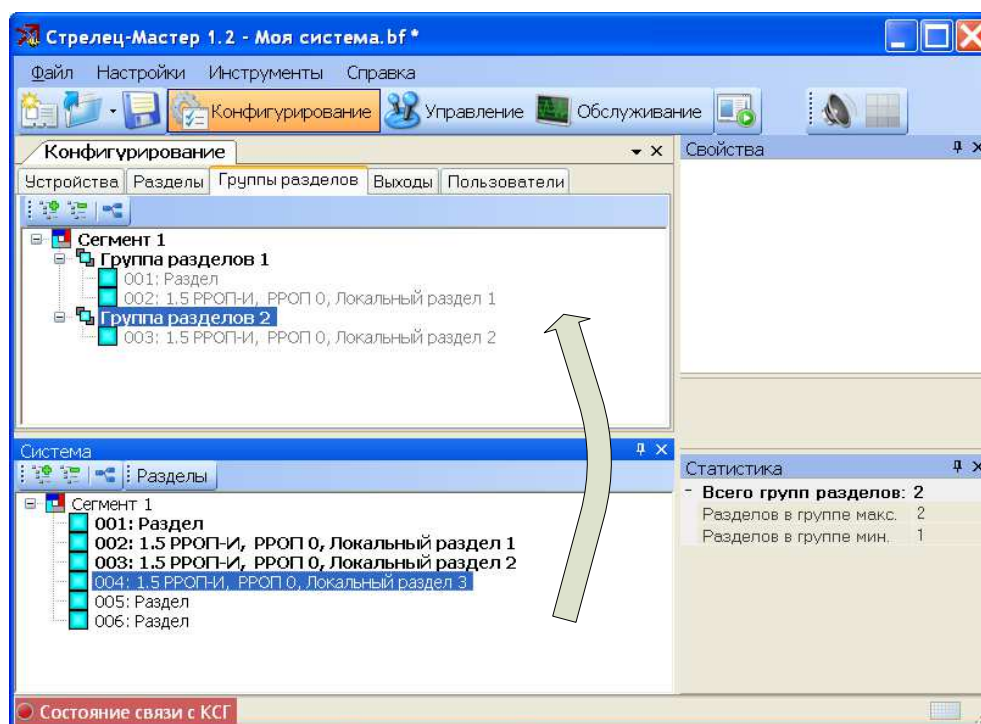 Стрелец-Мастер 1.2 - Моя система.bf *
Файл Настройки Инструменты Справка
Конфигурирование Управление Обслуживание
Конфигурирование
Устройства Разделы Группы разделов Выходы Пользователи
Сегмент 1
Группа разделов 1
001: Раздел
002: 1.5 РРОП-И, РРОП 0, Локальный раздел 1
Группа разделов 2
003: 1.5 РРОП-И, РРОП 0, Локальный раздел 2
Свойства
Система
Разделы
Сегмент 1
001: Раздел
002: 1.5 РРОП-И, РРОП 0, Локальный раздел 1
003: 1.5 РРОП-И, РРОП 0, Локальный раздел 2
004: 1.5 РРОП-И, РРОП 0, Локальный раздел 3
005: Раздел
006: Раздел
Статистика
Всего групп разделов: 2
Разделов в группе макс. 2
Разделов в группе мин. 1
Состояние связи с КСГ